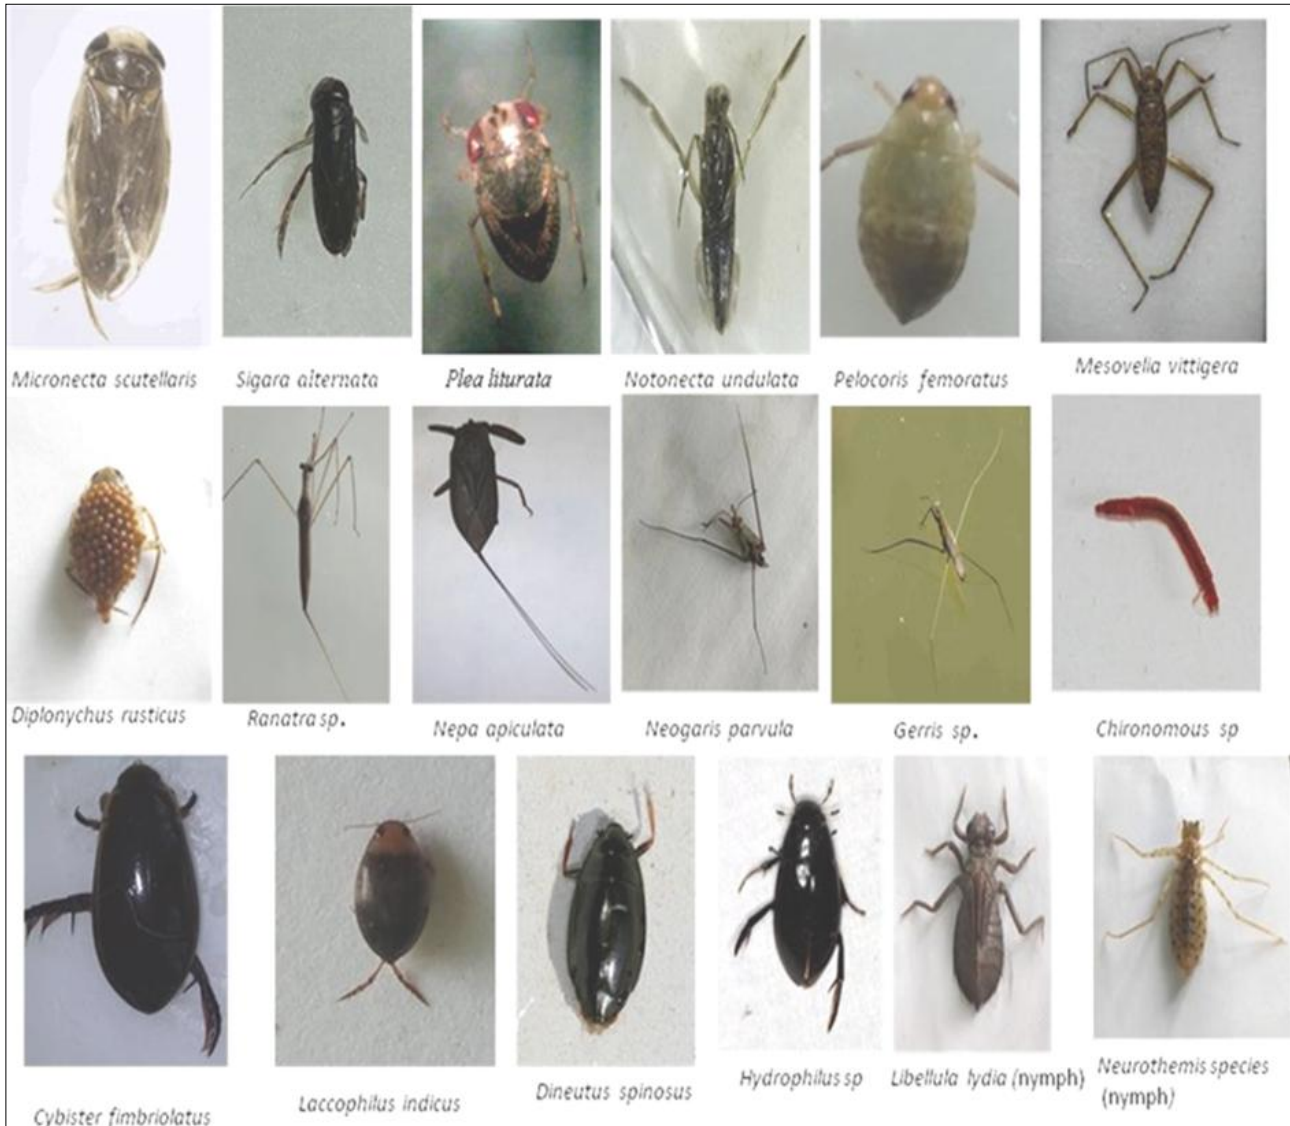 Micronecta scutellaris
Sigara alternata
Plea liturata
Notonecta undulata
Pelocoris femoratus
Mesovelia vittigera
Diplonychus rusticus
Ranatra sp.
Nepa apiculata
Neogaris parvula
Gerris sp.
Chironomous sp
Cybister fimbriolatus
Laccophilus indicus
Dineutus spinosus
Hydrophilus sp
Libellula lydia (nymph)
Neurothemis species
(nymph)